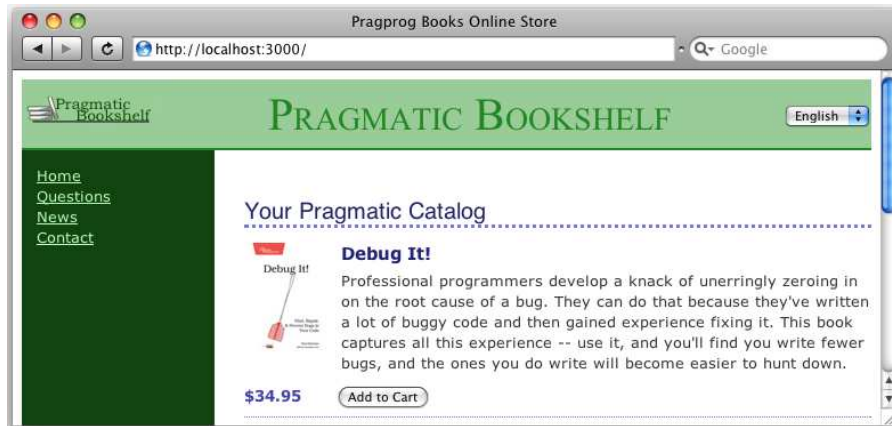 Pragprog Books Online Store
http://localhost:3000/
Google
Pragmatic
Bookshelf
PRAGMATIC BOOKSHELF
English
Home
Questions
News
Contact
Your Pragmatic Catalog
Debug It!
Debug It!
Professional programmers develop a knack of unerringly zeroing in
on the root cause of a bug. They can do that because they've written
a lot of buggy code and then gained experience fixing it. This book
captures all this experience -- use it, and you'll find you write fewer
bugs, and the ones you do write will become easier to hunt down.
$34.95
Add to Cart